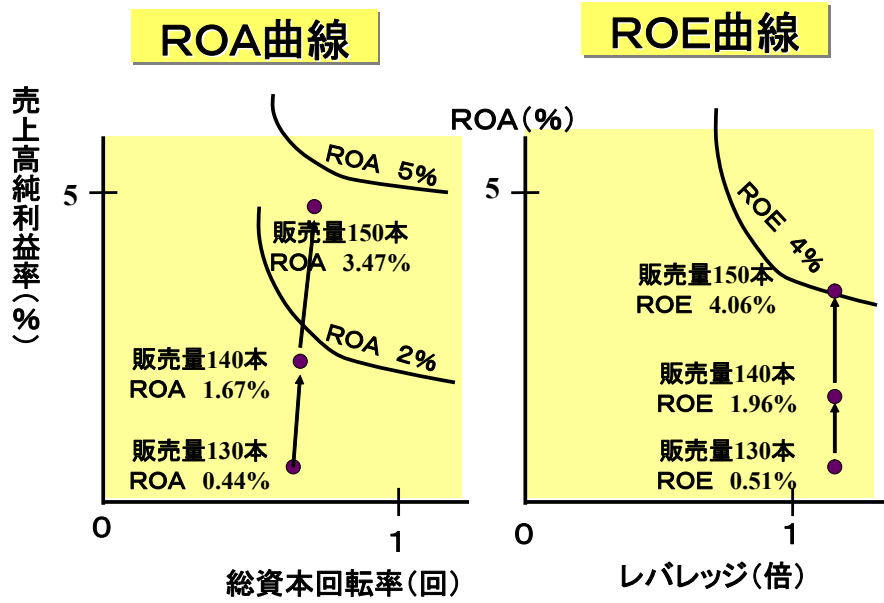 ROA曲線
売上高純利益率(%)
5
ROA 5%
販売量150本
ROA 3.47%
ROA 2%
販売量140本
ROA 1.67%
販売量130本
ROA 0.44%
0
1
総資本回転率(回)
ROE曲線
ROA(%)
5
ROE 4%
販売量150本
ROE 4.06%
販売量140本
ROE 1.96%
販売量130本
ROE 0.51%
0
1
レバレッジ(倍)